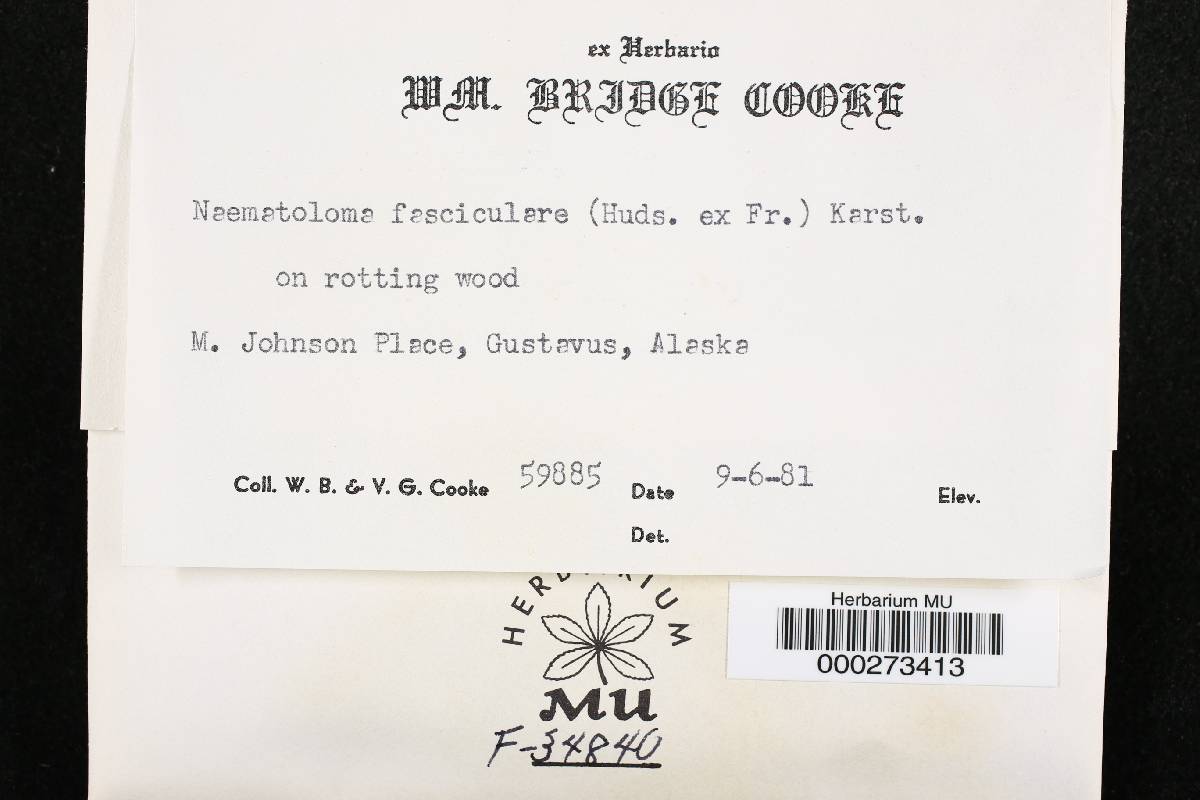 ex Herbario
WM. BRIDGE COOKE
Naematoloma fasciculare (Huds. ex Fr.) Karst.
on rotting wood
M. Johnson Place, Gustavus, Alaska
Coll. W. B. & V. G. Cooke 59885 Date 9-6-81 Elev.
Det.
HERBARIUM
MU
F-34840
Herbarium MU
000273413